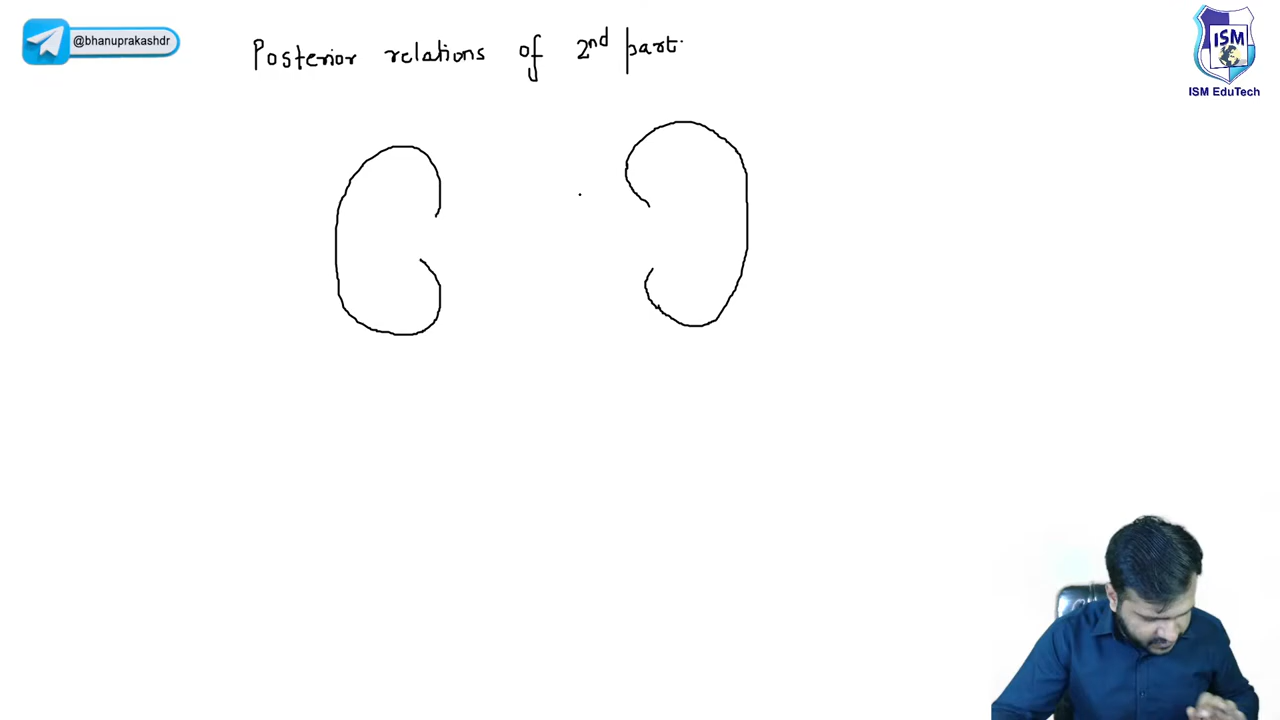 @bhanuprakashdr
Posterior relations of 2nd part
ISM
ISM EduTech